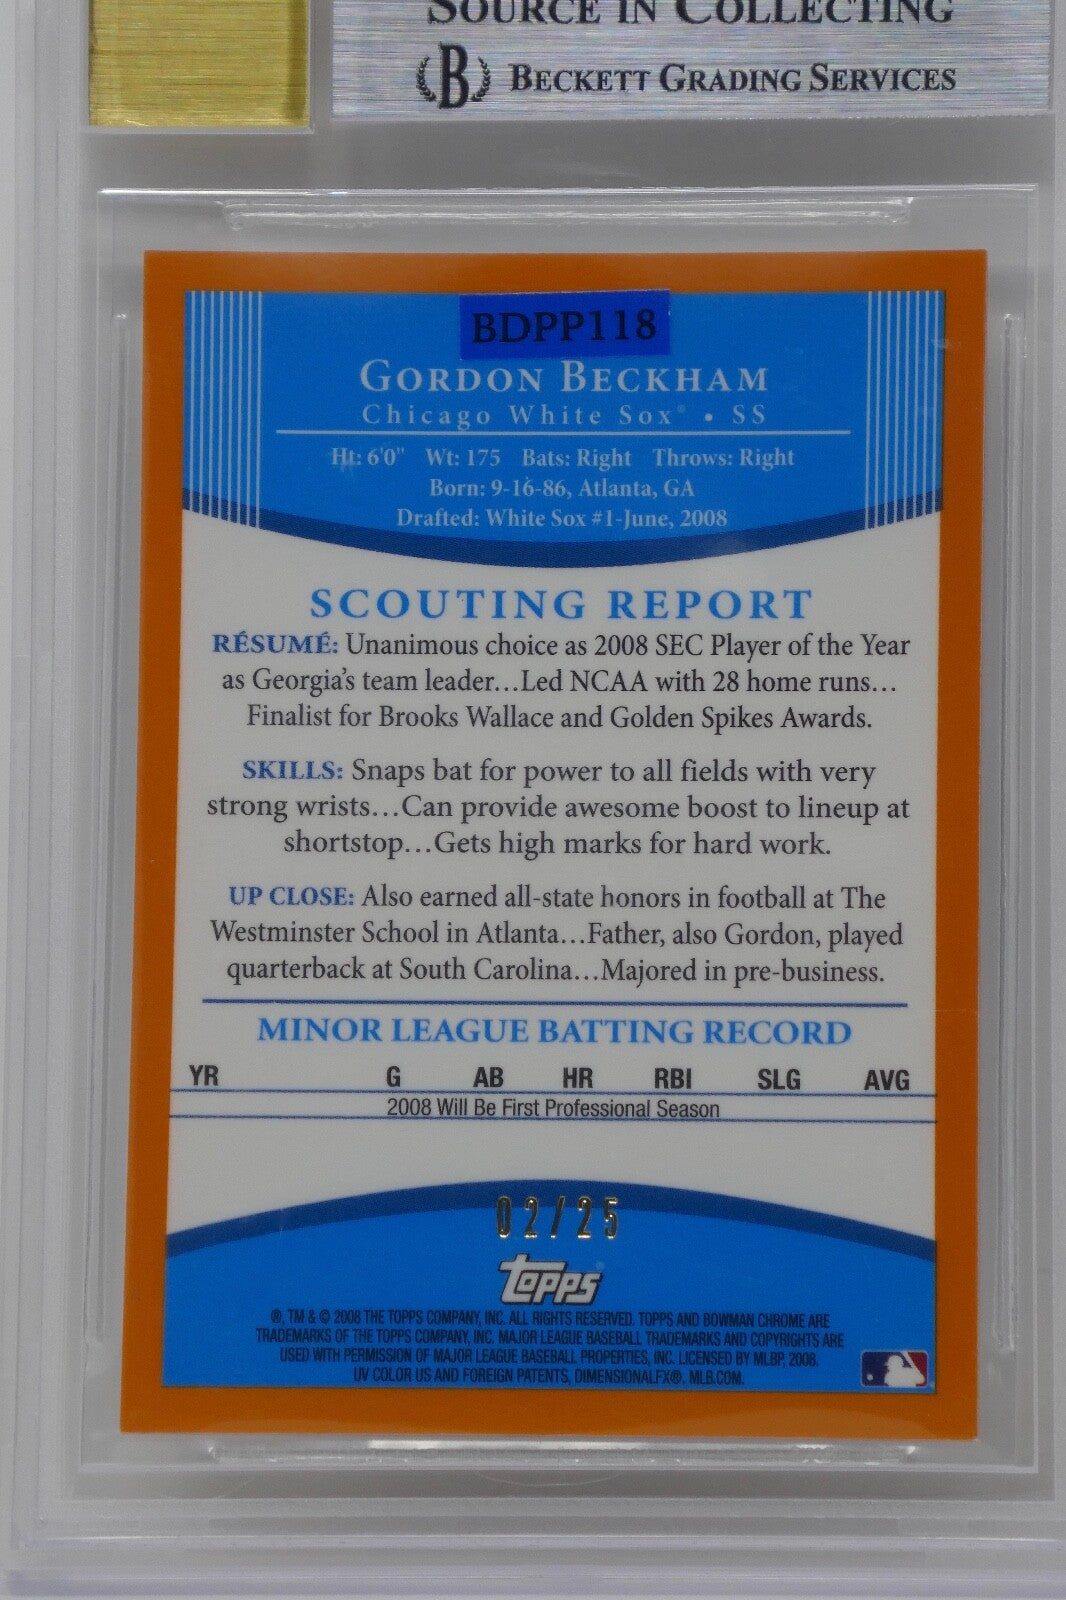 SOURCE IN COLLECTING
B BECKETT GRADING SERVICES
BDPP118
GORDON BECKHAM
Chicago White Sox® • SS
Ht: 6'0" Wt: 175 Bats: Right Throws: Right
Born: 9-16-86, Atlanta, GA
Drafted: White Sox #1-June, 2008
SCOUTING REPORT
RÉSUMÉ: Unanimous choice as 2008 SEC Player of the Year
as Georgia's team leader…Led NCAA with 28 home runs…
Finalist for Brooks Wallace and Golden Spikes Awards.
SKILLS: Snaps bat for power to all fields with very
strong wrists…Can provide awesome boost to lineup at
shortstop…Gets high marks for hard work.
UP CLOSE: Also earned all-state honors in football at The
Westminster School in Atlanta…Father, also Gordon, played
quarterback at South Carolina…Majored in pre-business.
MINOR LEAGUE BATTING RECORD
YR G AB HR RBI SLG AVG
2008 Will Be First Professional Season
02/25
topps
®, TM & © 2008 THE TOPPS COMPANY, INC. ALL RIGHTS RESERVED. TOPPS AND BOWMAN CHROME ARE
TRADEMARKS OF THE TOPPS COMPANY, INC. MAJOR LEAGUE BASEBALL TRADEMARKS AND COPYRIGHTS ARE
USED WITH PERMISSION OF MAJOR LEAGUE BASEBALL PROPERTIES, INC. LICENSED BY MLBP, 2008.
UV COLOR US AND FOREIGN PATENTS, DIMENSIONALFX®. MLB.COM.